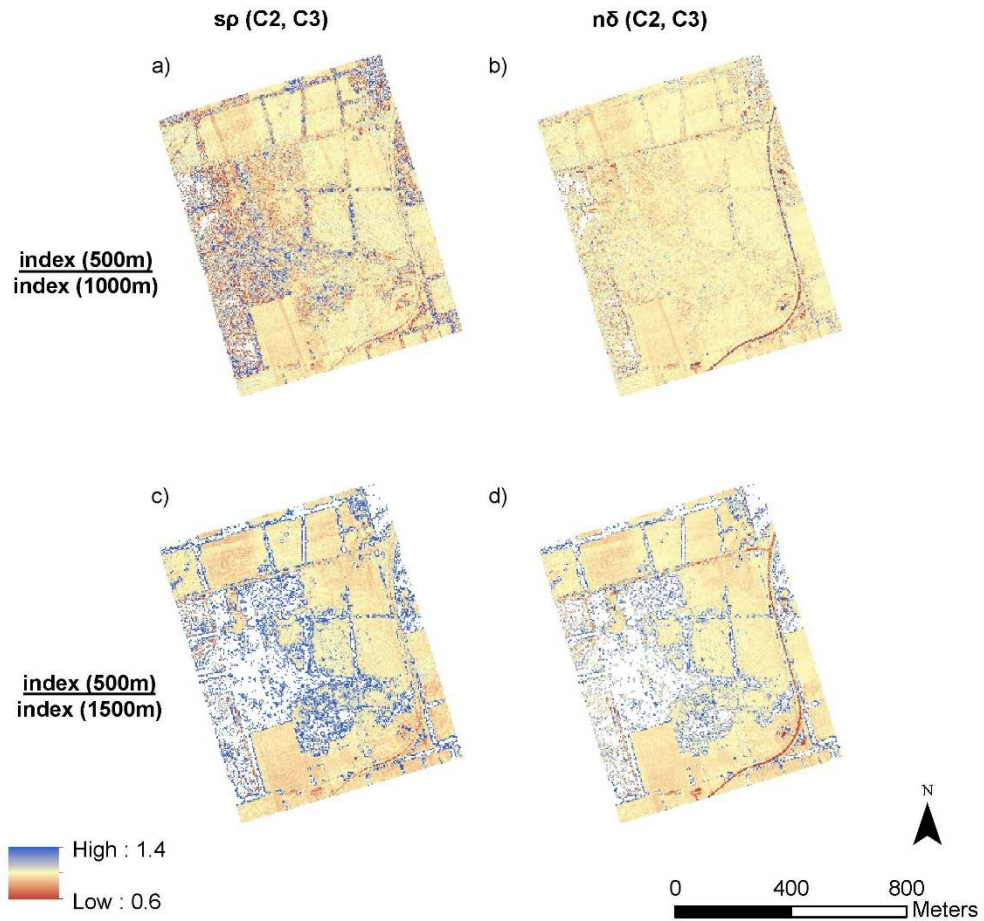 sρ (C2, C3)
nδ (C2, C3)
a)
b)
index (500m)
index (1000m)
c)
d)
index (500m)
index (1500m)
High : 1.4
Low : 0.6
N
0 400 800
Meters